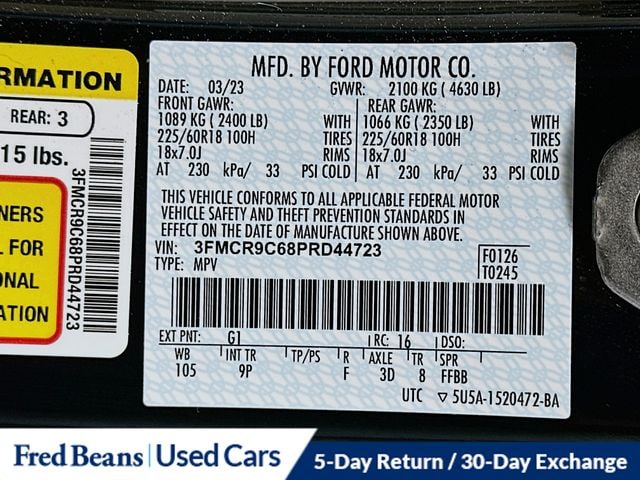 RMATION
REAR: 3
15 lbs.
NERS
L FOR
ONAL
ATION
3FMCR9C68PRD44723
MFD. BY FORD MOTOR CO.
DATE: 03/23 GVWR: 2100 KG ( 4630 LB)
FRONT GAWR: REAR GAWR:
1089 KG ( 2400 LB) WITH 1066 KG ( 2350 LB) WITH
225/60R18 100H TIRES 225/60R18 100H TIRES
18x7.0J RIMS 18x7.0J RIMS
AT 230 kPa/ 33 PSI COLD AT 230 kPa/ 33 PSI COLD
THIS VEHICLE CONFORMS TO ALL APPLICABLE FEDERAL MOTOR
VEHICLE SAFETY AND THEFT PREVENTION STANDARDS IN
EFFECT ON THE DATE OF MANUFACTURE SHOWN ABOVE.
VIN: 3FMCR9C68PRD44723
TYPE: MPV
F0126
T0245
EXT PNT: G1 RC: 16 DSO:
WB INT TR TP/PS R AXLE TR SPR
105 9P F 3D 8 FFBB
UTC ▽ 5U5A-1520472-BA
Fred Beans Used Cars
5-Day Return / 30-Day Exchange